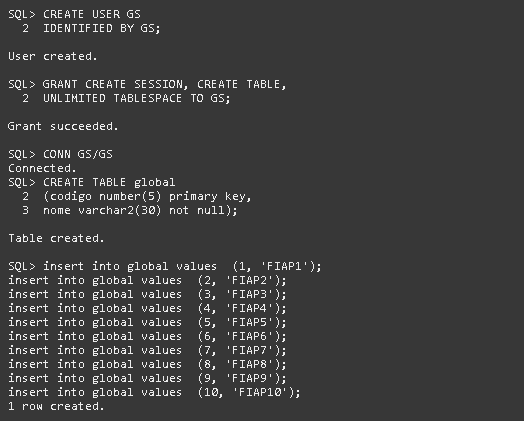 SQL> CREATE USER GS
  2  IDENTIFIED BY GS;
User created.
SQL> GRANT CREATE SESSION, CREATE TABLE,
  2  UNLIMITED TABLESPACE TO GS;
Grant succeeded.
SQL> CONN GS/GS
Connected.
SQL> CREATE TABLE global
  2  (codigo number(5) primary key,
  3  nome varchar2(30) not null);
Table created.
SQL> insert into global values  (1, 'FIAP1');
insert into global values  (2, 'FIAP2');
insert into global values  (3, 'FIAP3');
insert into global values  (4, 'FIAP4');
insert into global values  (5, 'FIAP5');
insert into global values  (6, 'FIAP6');
insert into global values  (7, 'FIAP7');
insert into global values  (8, 'FIAP8');
insert into global values  (9, 'FIAP9');
insert into global values  (10, 'FIAP10');
1 row created.